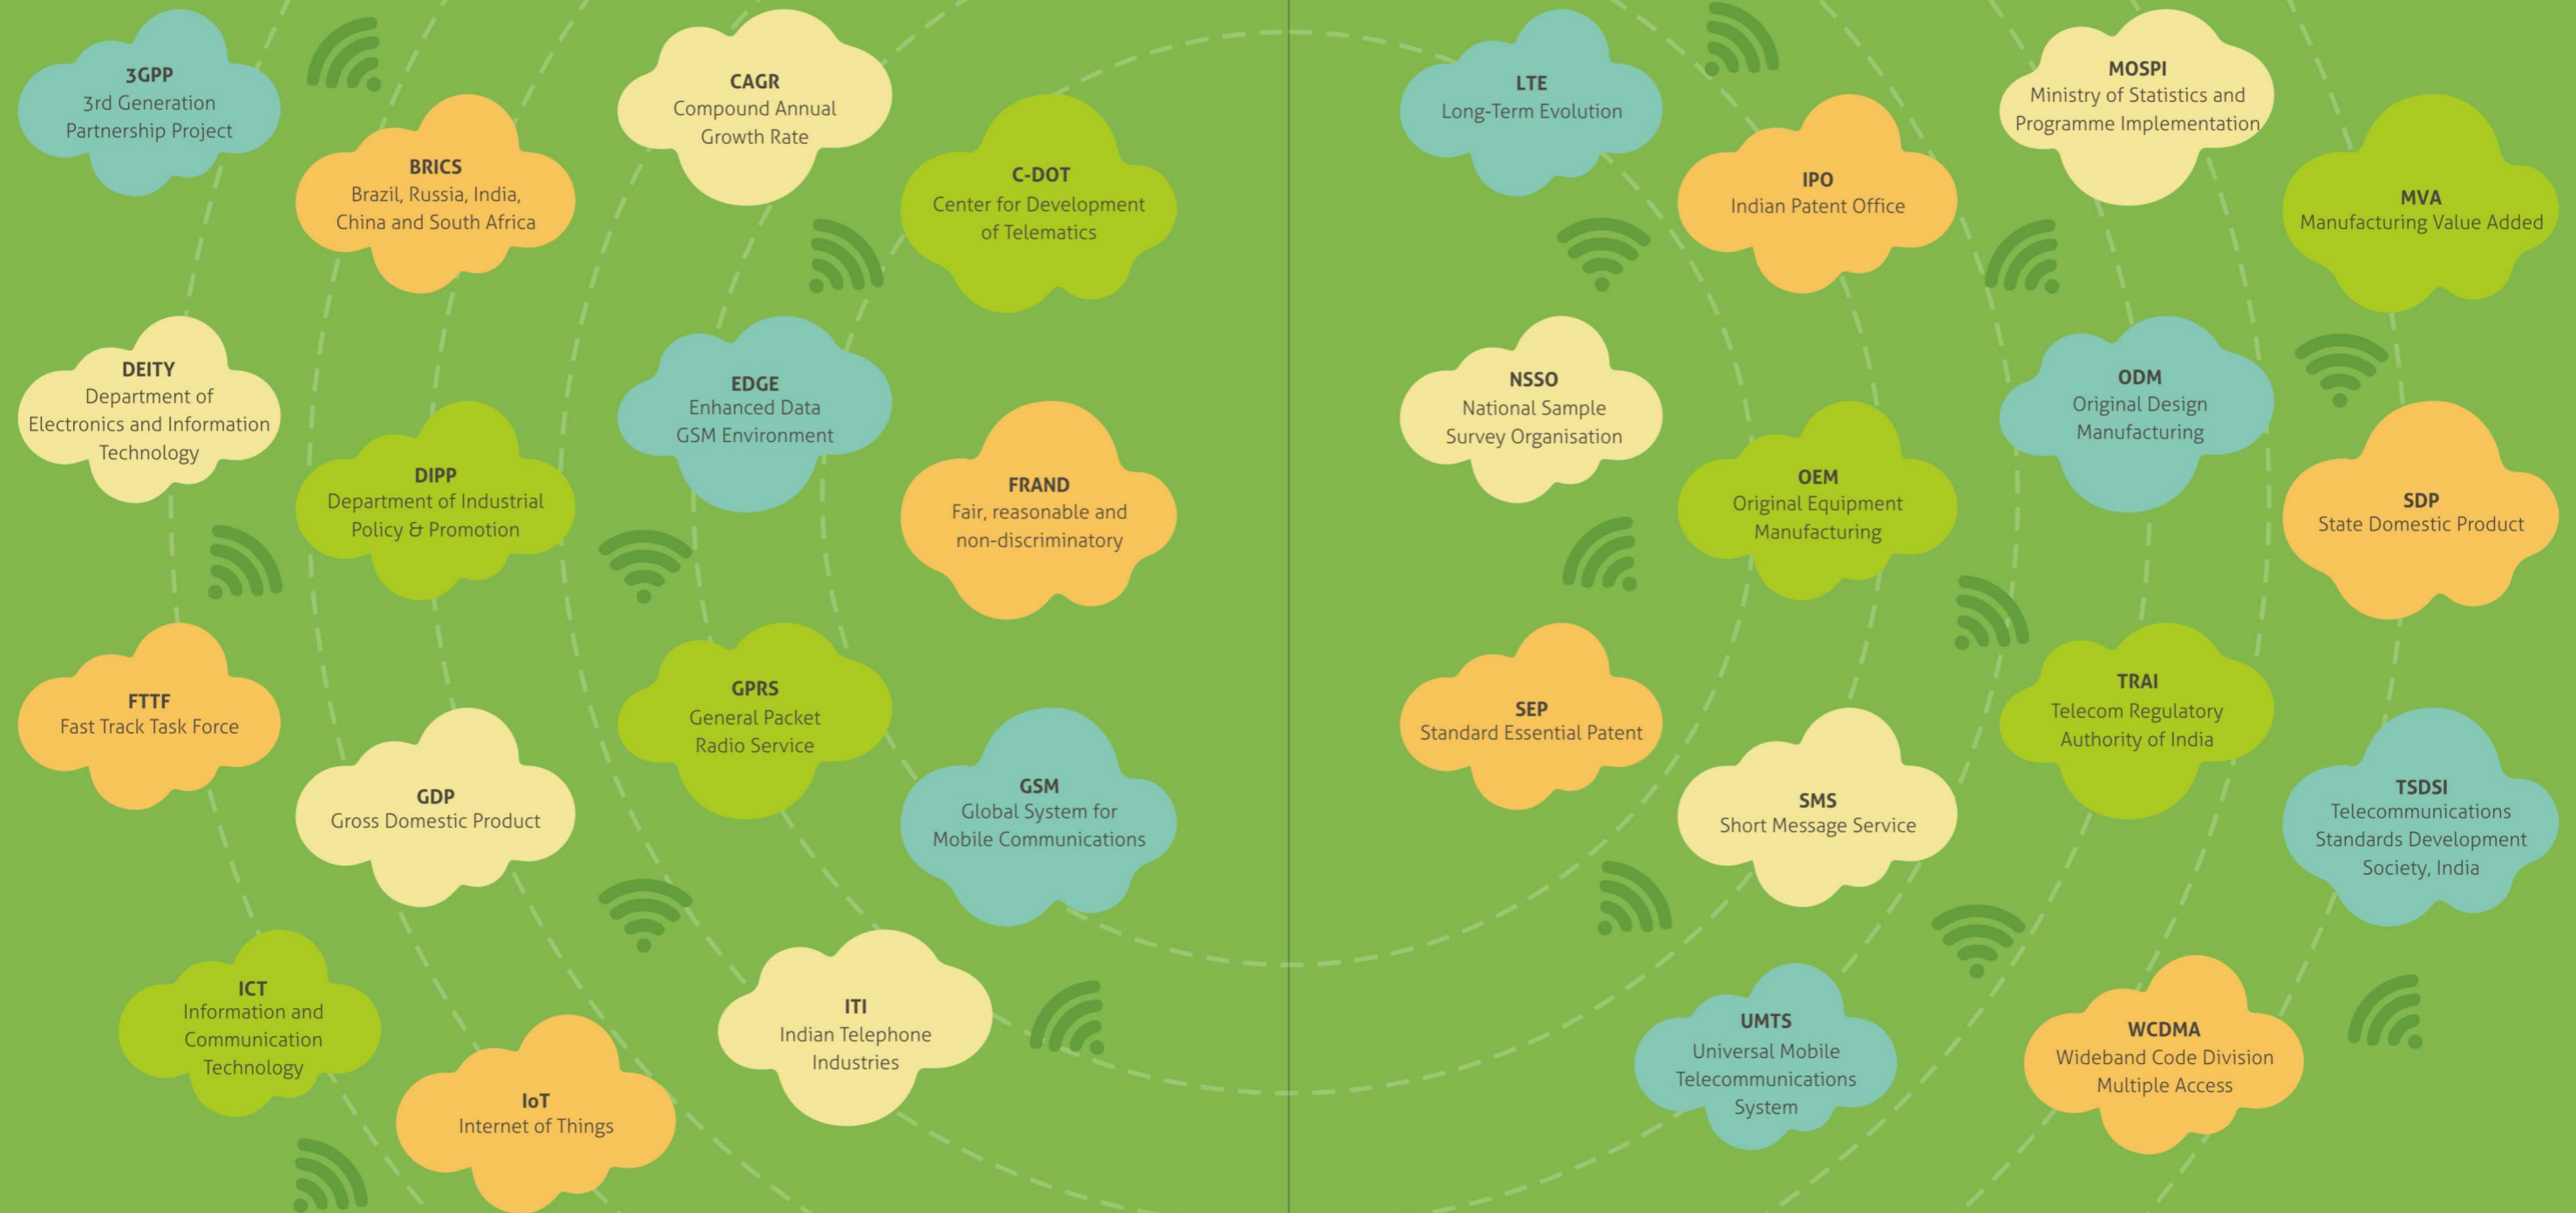 3GPP
3rd Generation
Partnership Project
BRICS
Brazil, Russia, India,
China and South Africa
CAGR
Compound Annual
Growth Rate
C-DOT
Center for Development
of Telematics
DEITY
Department of
Electronics and Information
Technology
DIPP
Department of Industrial
Policy & Promotion
EDGE
Enhanced Data
GSM Environment
FRAND
Fair, reasonable and
non-discriminatory
FTTF
Fast Track Task Force
GDP
Gross Domestic Product
GPRS
General Packet
Radio Service
GSM
Global System for
Mobile Communications
ICT
Information and
Communication
Technology
IoT
Internet of Things
ITI
Indian Telephone
Industries
LTE
Long-Term Evolution
IPO
Indian Patent Office
MOSPI
Ministry of Statistics and
Programme Implementation
MVA
Manufacturing Value Added
NSSO
National Sample
Survey Organisation
OEM
Original Equipment
Manufacturing
ODM
Original Design
Manufacturing
SDP
State Domestic Product
SEP
Standard Essential Patent
SMS
Short Message Service
TRAI
Telecom Regulatory
Authority of India
TSDSI
Telecommunications
Standards Development
Society, India
UMTS
Universal Mobile
Telecommunications
System
WCDMA
Wideband Code Division
Multiple Access